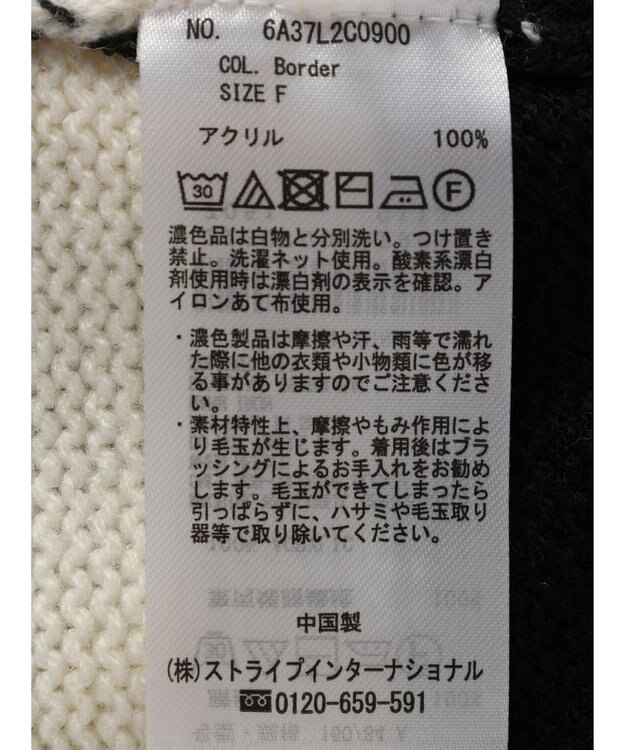 NO. 6A37L2C0900
COL. Border
SIZE F
アクリル 100%
30 F
濃色品は白物と分別洗い。つけ置き
禁止。洗濯ネット使用。酸素系漂白
剤使用時は漂白剤の表示を確認。ア
イロンあて布使用。
・濃色製品は摩擦や汗、雨等で濡れ
た際に他の衣類や小物類に色が移
る事がありますのでご注意くださ
い。
・素材特性上、摩擦やもみ作用によ
り毛玉が生じます。着用後はブラ
ッシングによるお手入れをお勧め
します。毛玉ができてしまったら
引っぱらずに、ハサミや毛玉取り
器等で取り除いてください。
中国製
(株)ストライプインターナショナル
0120-659-591